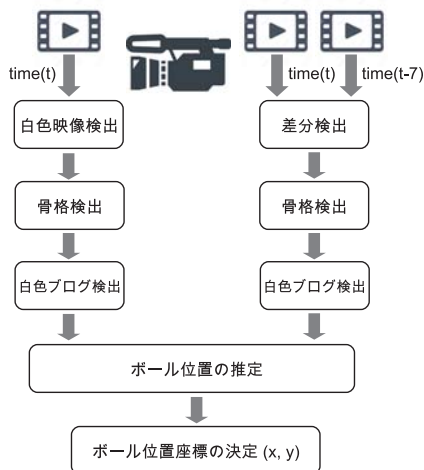 time(t)
time(t)
time(t-7)
白色映像検出
差分検出
骨格検出
骨格検出
白色ブログ検出
白色ブログ検出
ボール位置の推定
ボール位置座標の決定 (x, y)